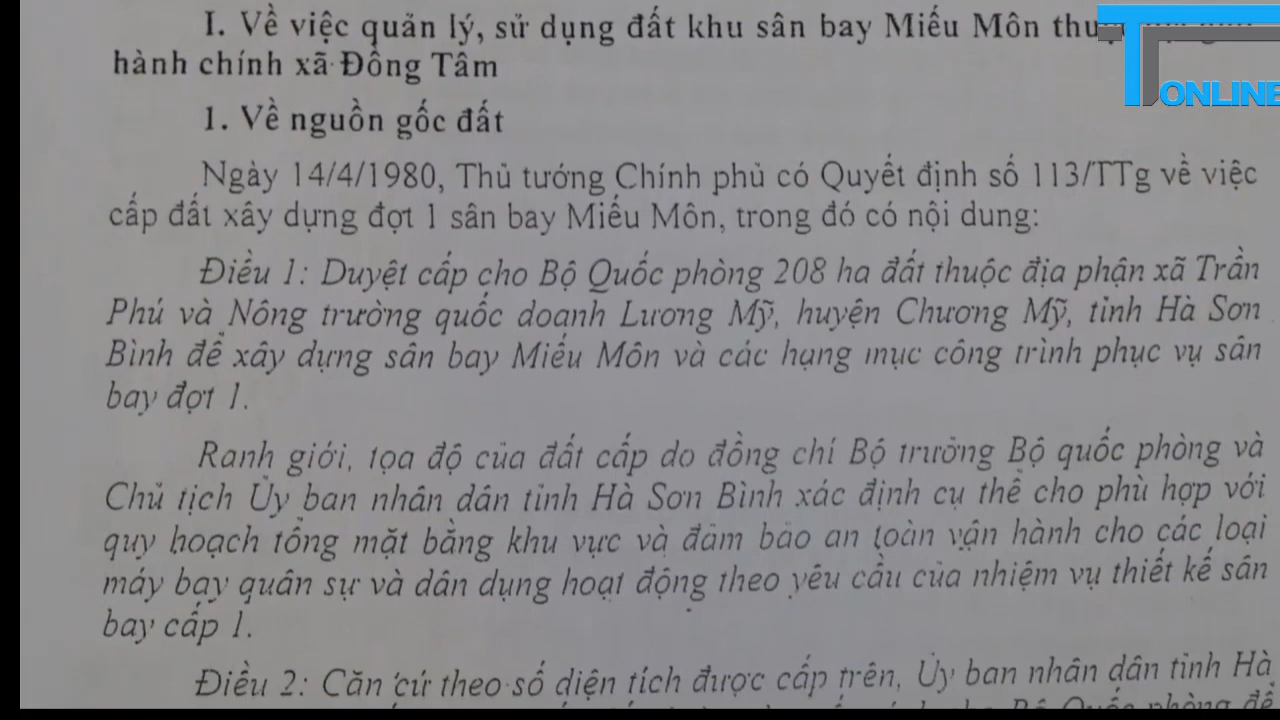 I. Về việc quản lý, sử dụng đất khu sân bay Miếu Môn
hành chính xã Đồng Tâm
1. Về nguồn gốc đất
Ngày 14/4/1980, Thủ tướng Chính phủ có Quyết định số 113/TTg về việc
cấp đất xây dựng đợt 1 sân bay Miếu Môn, trong đó có nội dung:
Điều 1: Duyệt cấp cho Bộ Quốc phòng 208 ha đất thuộc địa phận xã Trần
Phú và Nông trường quốc doanh Lương Mỹ, huyện Chương Mỹ, tỉnh Hà Sơn
Bình để xây dựng sân bay Miếu Môn và các hạng mục công trình phục vụ sân
bay đợt 1.
Ranh giới, tọa độ của đất cấp do đồng chí Bộ trưởng Bộ quốc phòng và
Chủ tịch Ủy ban nhân dân tỉnh Hà Sơn Bình xác định cụ thể cho phù hợp với
quy hoạch tổng mặt bằng khu vực và đảm bảo an toàn vận hành cho các loại
máy bay quân sự và dân dụng hoạt động theo yêu cầu của nhiệm vụ thiết kế sân
bay cấp 1.
Điều 2: Căn cứ theo số diện tích được cấp trên, Ủy ban nhân dân tỉnh Hà
Bộ Quốc phòng để
T ONLINE